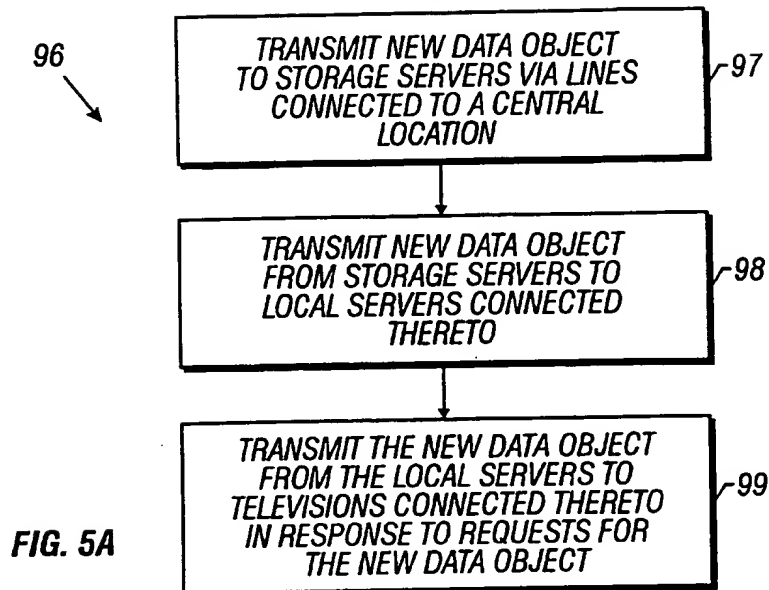 96
TRANSMIT NEW DATA OBJECT
TO STORAGE SERVERS VIA LINES
CONNECTED TO A CENTRAL
LOCATION
97
TRANSMIT NEW DATA OBJECT
FROM STORAGE SERVERS TO
LOCAL SERVERS CONNECTED
THERETO
98
TRANSMIT THE NEW DATA OBJECT
FROM THE LOCAL SERVERS TO
TELEVISIONS CONNECTED THERETO
IN RESPONSE TO REQUESTS FOR
THE NEW DATA OBJECT
99
FIG. 5A